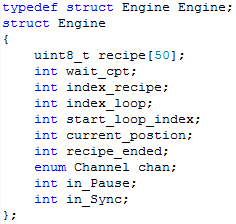 typedef struct Engine Engine;
struct Engine
{
uint8_t recipe[50];
int wait_cpt;
int index_recipe;
int index_loop;
int start_loop_index;
int current_postion;
int recipe_ended;
enum Channel chan;
int in_Pause;
int in_Sync;
};